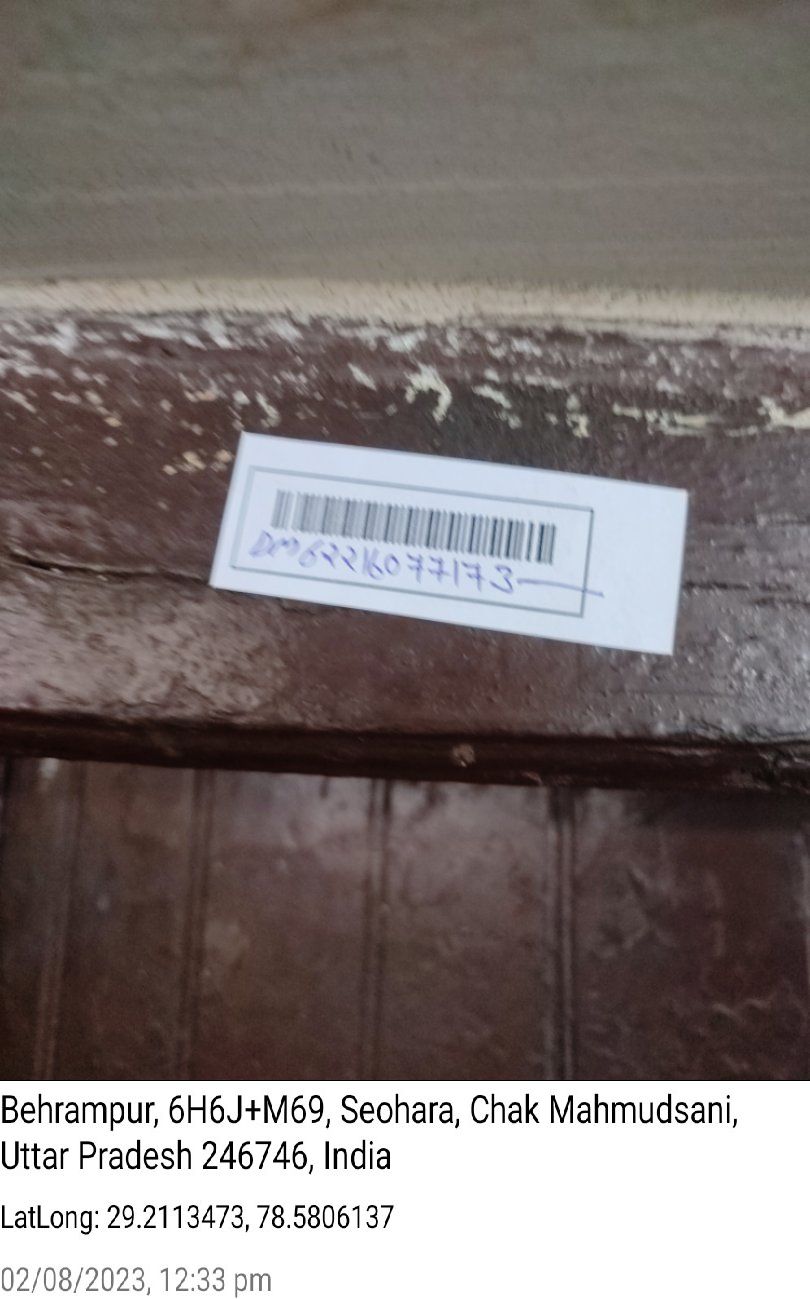 DM62216077173
Behrampur, 6H6J+M69, Seohara, Chak Mahmudsani,
Uttar Pradesh 246746, India
LatLong: 29.2113473, 78.5806137
02/08/2023, 12:33 pm